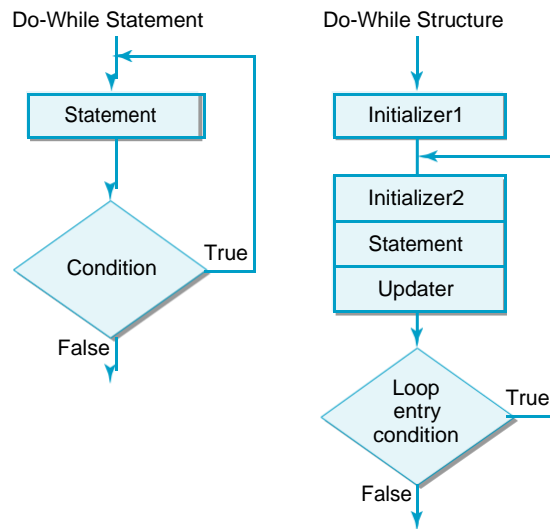 Do-While Statement
Statement
Condition
True
False
Do-While Structure
Initializer1
Initializer2
Statement
Updater
Loop
entry
condition
True
False